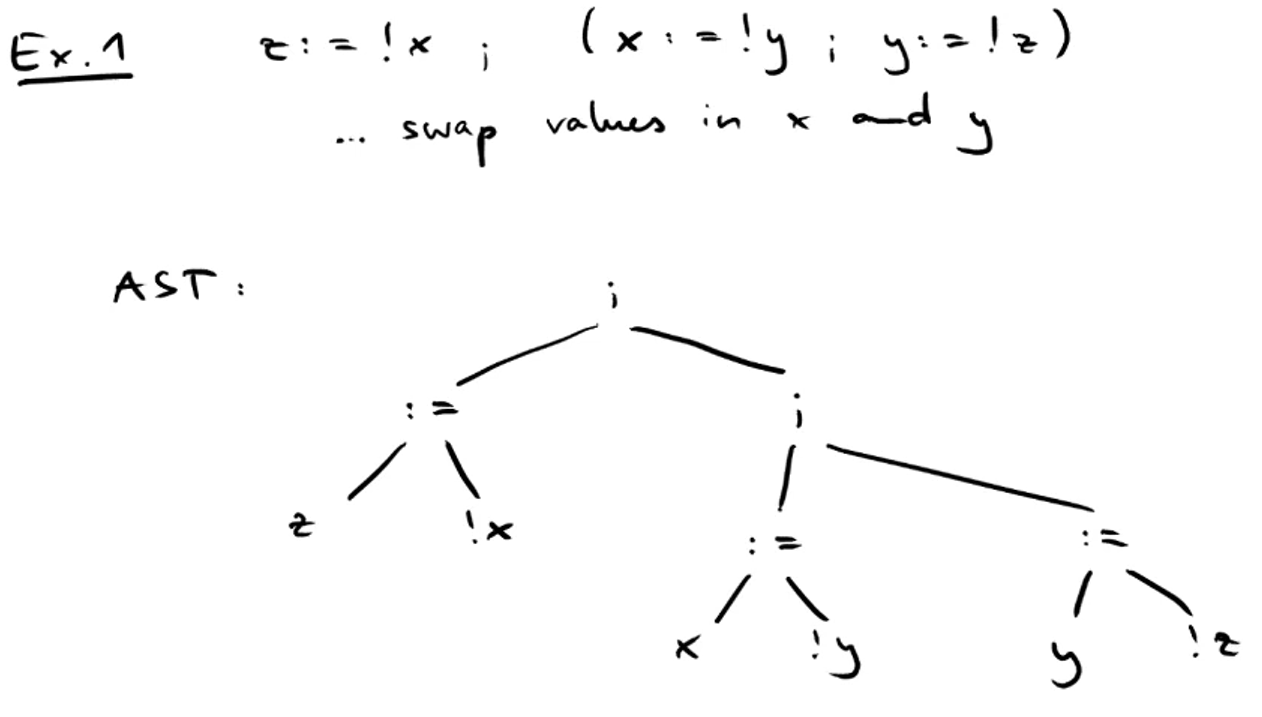 Ex. 1 z := !x ; (x := !y ; y := !z)
... swap values in x and y
AST :
;
:= ;
z !x := :=
x !y y !z